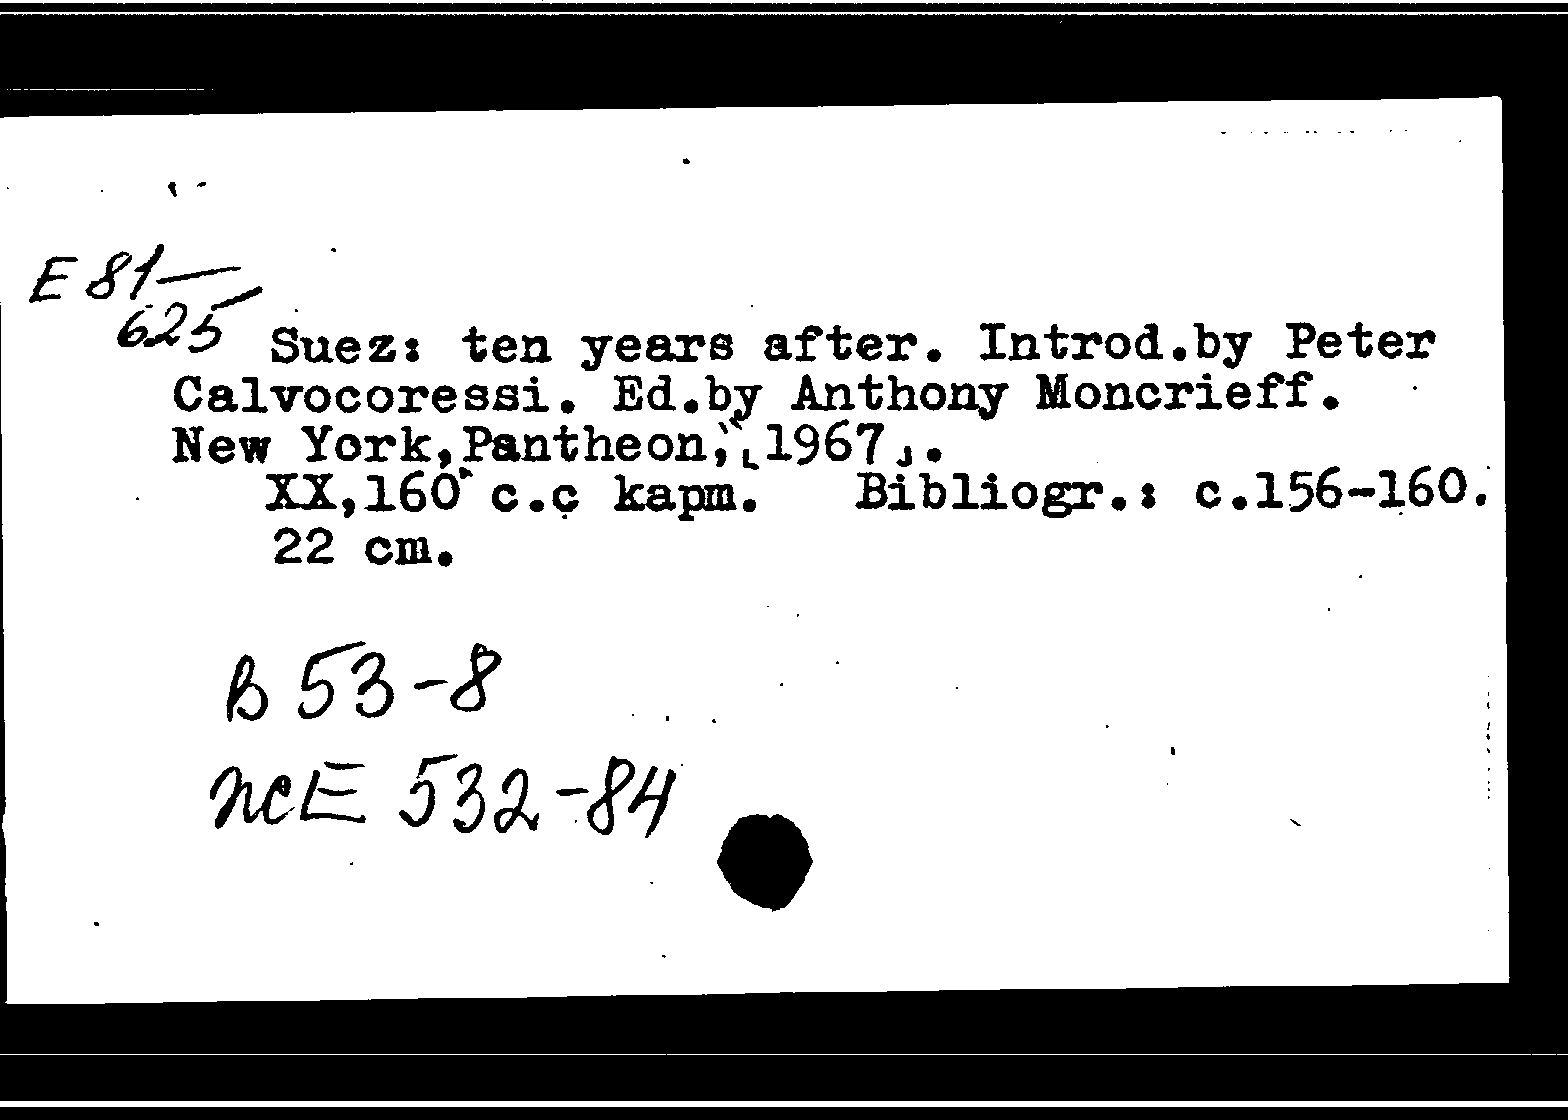 E 81-
625
Suez: ten years after. Introd.by Peter
Calvocoressi. Ed.by Anthony Moncrieff.
New York,Pantheon, [1967].
XX,160 c.c карт. Bibliogr.: c.156-160.
22 cm.
B 53-8
ncE 532-84